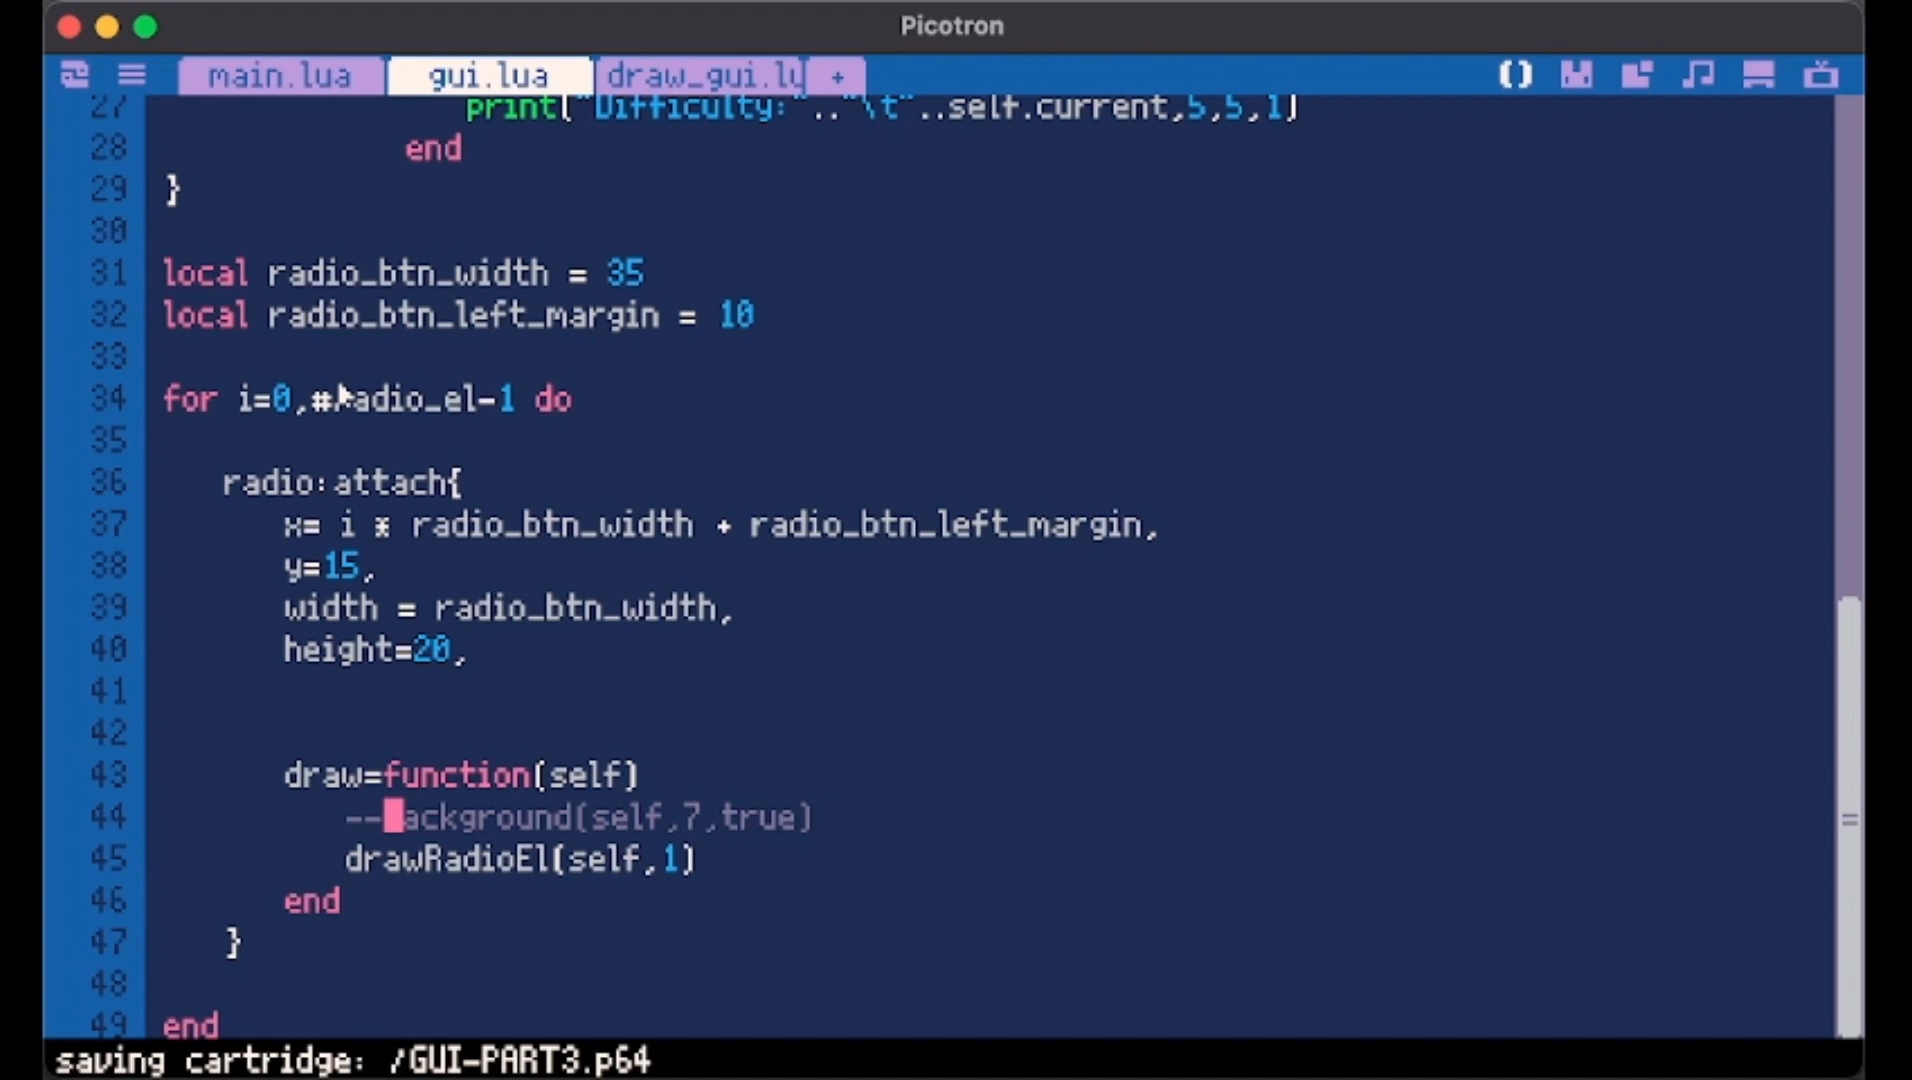 Picotron
main.lua gui.lua draw_gui.lu +
27 print("Difficulty:".."\t"..self.current,5,5,1)
28 end
29 }
30
31 local radio_btn_width = 35
32 local radio_btn_left_margin = 10
33
34 for i=0,#radio_el-1 do
35
36 radio:attach{
37 x= i * radio_btn_width + radio_btn_left_margin,
38 y=15,
39 width = radio_btn_width,
40 height=20,
41
42
43 draw=function(self)
44 --background(self,7,true)
45 drawRadioEl(self,1)
46 end
47 }
48
49 end
saving cartridge: /GUI-PART3.p64